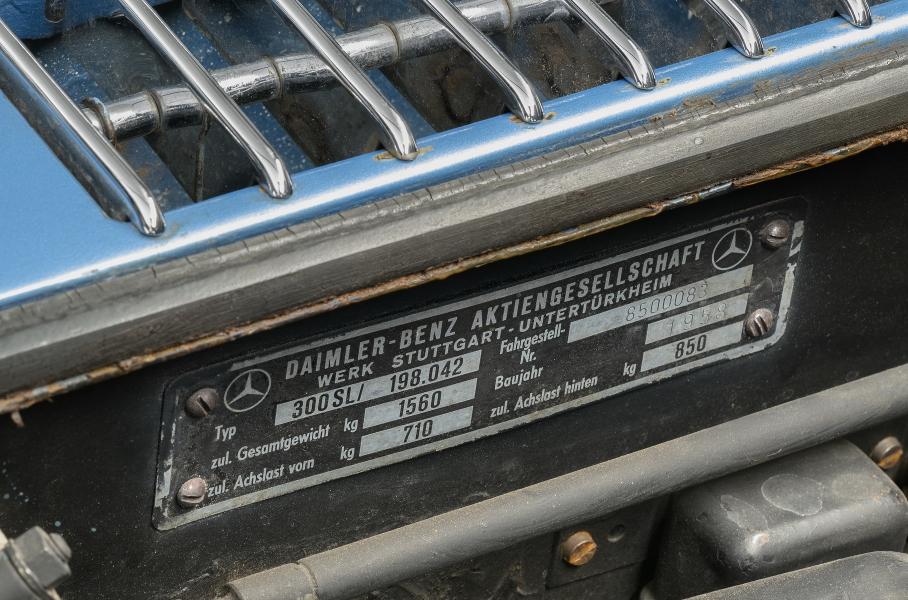 DAIMLER-BENZ AKTIENGESELLSCHAFT
WERK STUTTGART-UNTERTÜRKHEIM
Typ 300SL/ 198.042 Fahrgestell-Nr. 8500083
zul. Gesamtgewicht kg 1560 Baujahr 1958
zul. Achslast vorn kg 710 zul. Achslast hinten kg 850